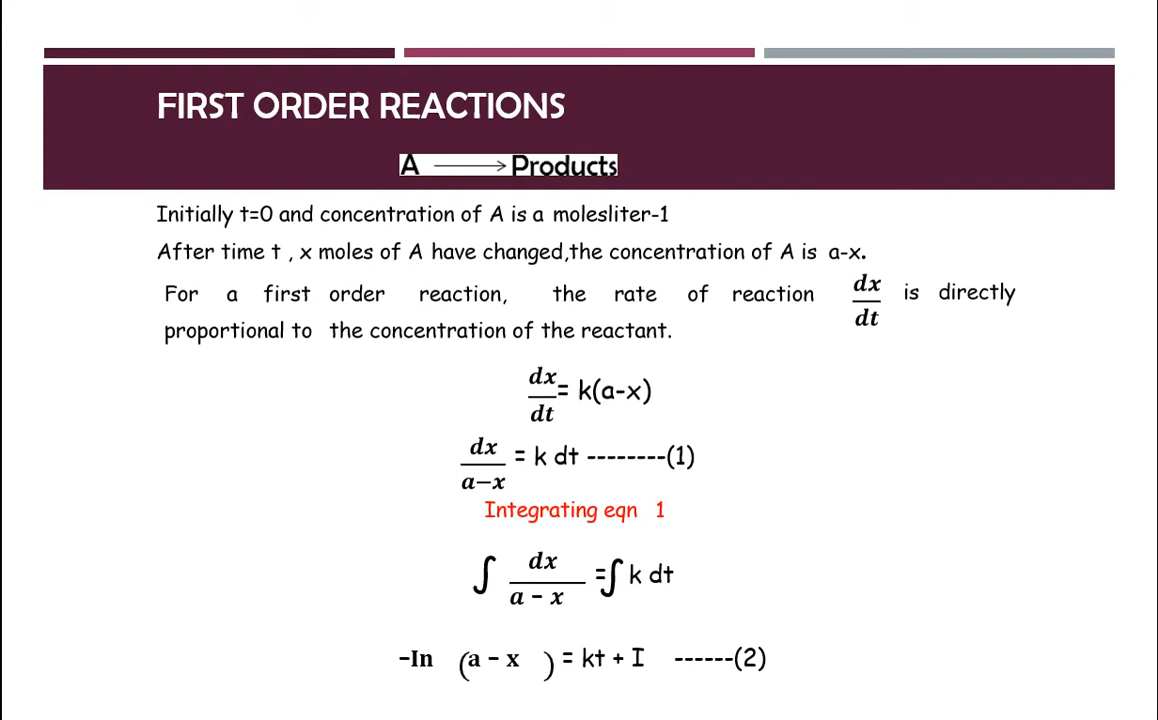 FIRST ORDER REACTIONS
A ⟶ Products
Initially t=0 and concentration of A is a molesliter-1
After time t , x moles of A have changed,the concentration of A is a-x.
For a first order reaction, the rate of reaction dx/dt is directly
proportional to the concentration of the reactant.
dx/dt = k(a-x)
dx/a−x = k dt --------(1)
Integrating eqn 1
∫ dx/a - x =∫ k dt
-In (a - x ) = kt + I ------(2)